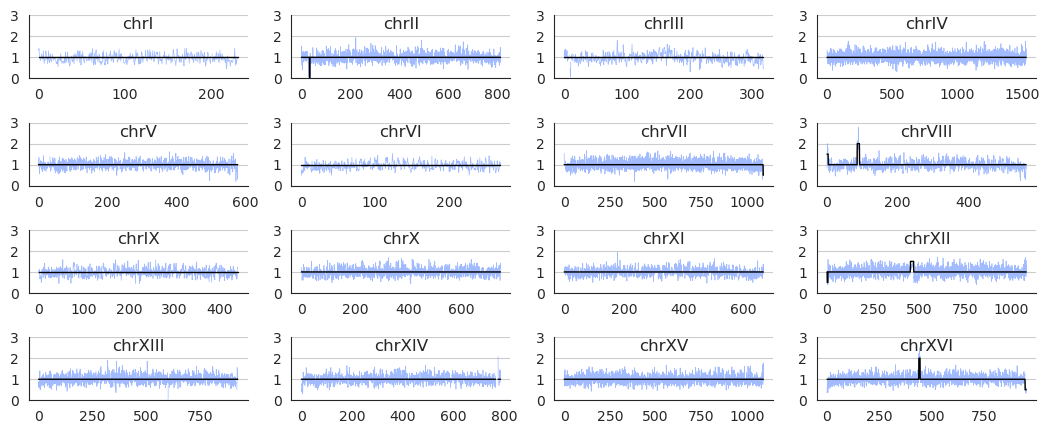 chrI chrII chrIII chrIV
3 3 3 3
2 2 2 2
1 1 1 1
0 0 0 0
0 100 200 0 200 400 600 800 0 100 200 300 0 500 1000 1500
chrV chrVI chrVII chrVIII
3 3 3 3
2 2 2 2
1 1 1 1
0 0 0 0
0 200 400 600 0 100 200 0 250 500 750 1000 0 200 400
chrIX chrX chrXI chrXII
3 3 3 3
2 2 2 2
1 1 1 1
0 0 0 0
0 100 200 300 400 0 200 400 600 0 200 400 600 0 250 500 750 1000
chrXIII chrXIV chrXV chrXVI
3 3 3 3
2 2 2 2
1 1 1 1
0 0 0 0
0 250 500 750 0 200 400 600 800 0 250 500 750 1000 0 250 500 750